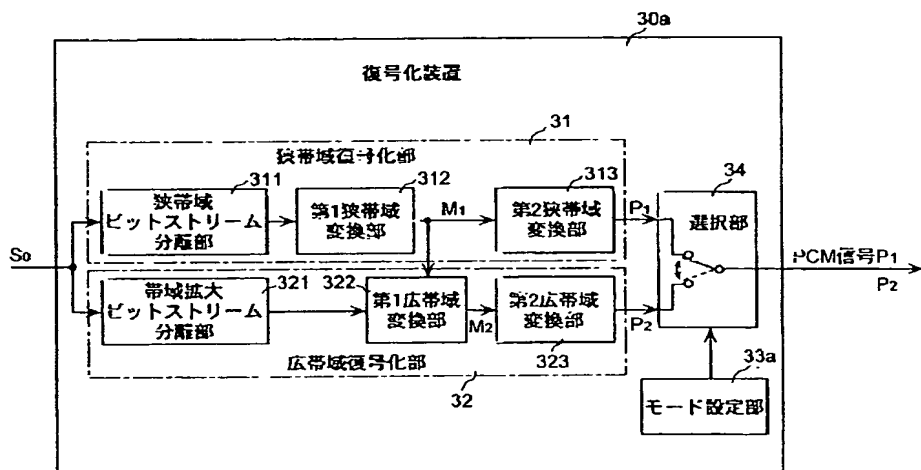 30a
復号化装置
31
狭帯域復号化部
311
狭帯域
ビットストリーム
分離部
312
第1狭帯域
変換部
M1
313
第2狭帯域
変換部
P1
34
選択部
S0
PCM信号P1
P2
321
帯域拡大
ビットストリーム
分離部
322
第1広帯域
変換部
M2
第2広帯域
変換部
323
P2
広帯域復号化部
32
33a
モード設定部